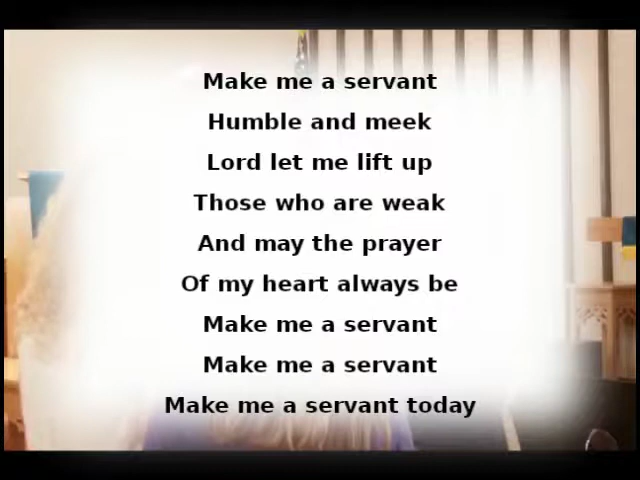 Make me a servant
Humble and meek
Lord let me lift up
Those who are weak
And may the prayer
Of my heart always be
Make me a servant
Make me a servant
Make me a servant today